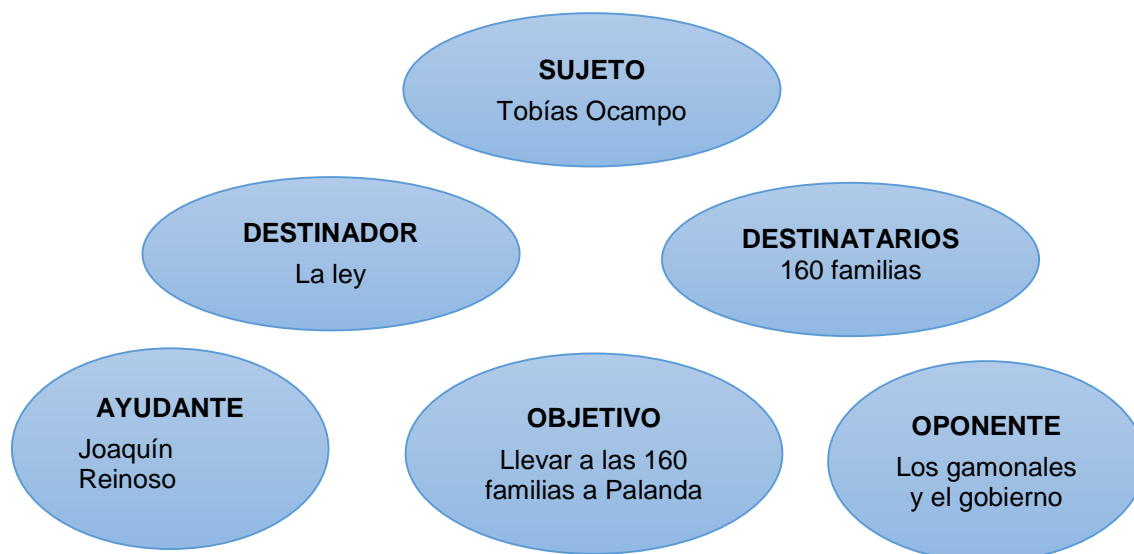 SUJETO
Tobías Ocampo
DESTINADOR
La ley
DESTINATARIOS
160 familias
AYUDANTE
Joaquín
Reinoso
OBJETIVO
Llevar a las 160
familias a Palanda
OPONENTE
Los gamonales
y el gobierno